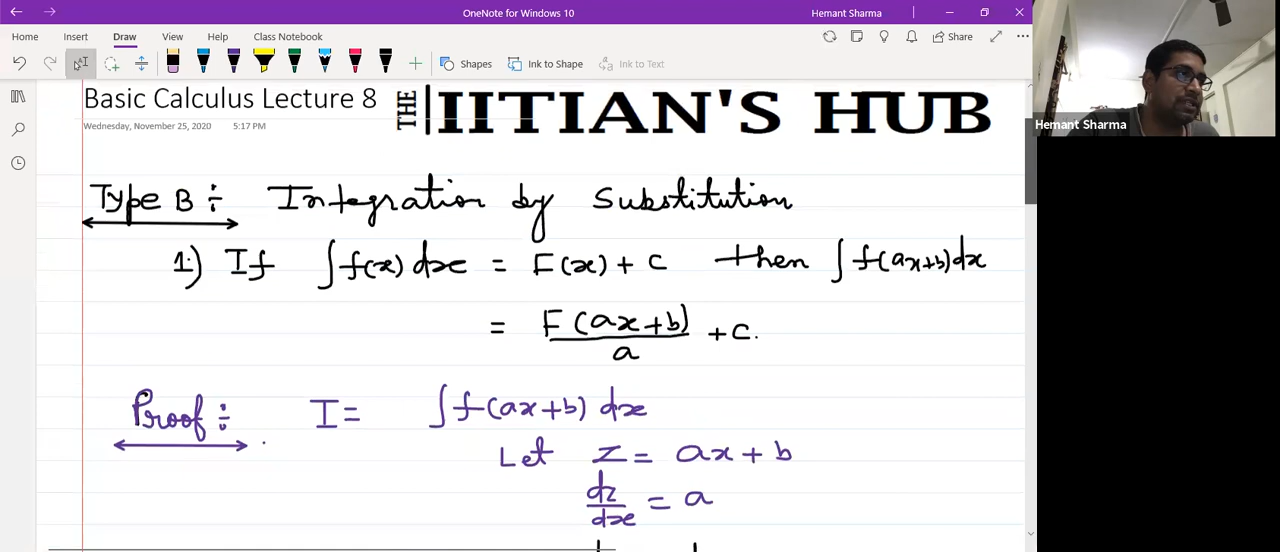 OneNote for Windows 10
Hemant Sharma
Home Insert Draw View Help Class Notebook
Share
Shapes Ink to Shape Ink to Text
Basic Calculus Lecture 8
Wednesday, November 25, 2020 5:17 PM
THE IITIAN'S HUB
Hemant Sharma
Type B ÷ Integration by Substitution
1) If ∫f(x) dx = F(x) + c then ∫f(ax+b)dx
= F(ax+b)/a + c.
Proof ÷ I = ∫f(ax+b) dx
Let z = ax + b
dz/dx = a